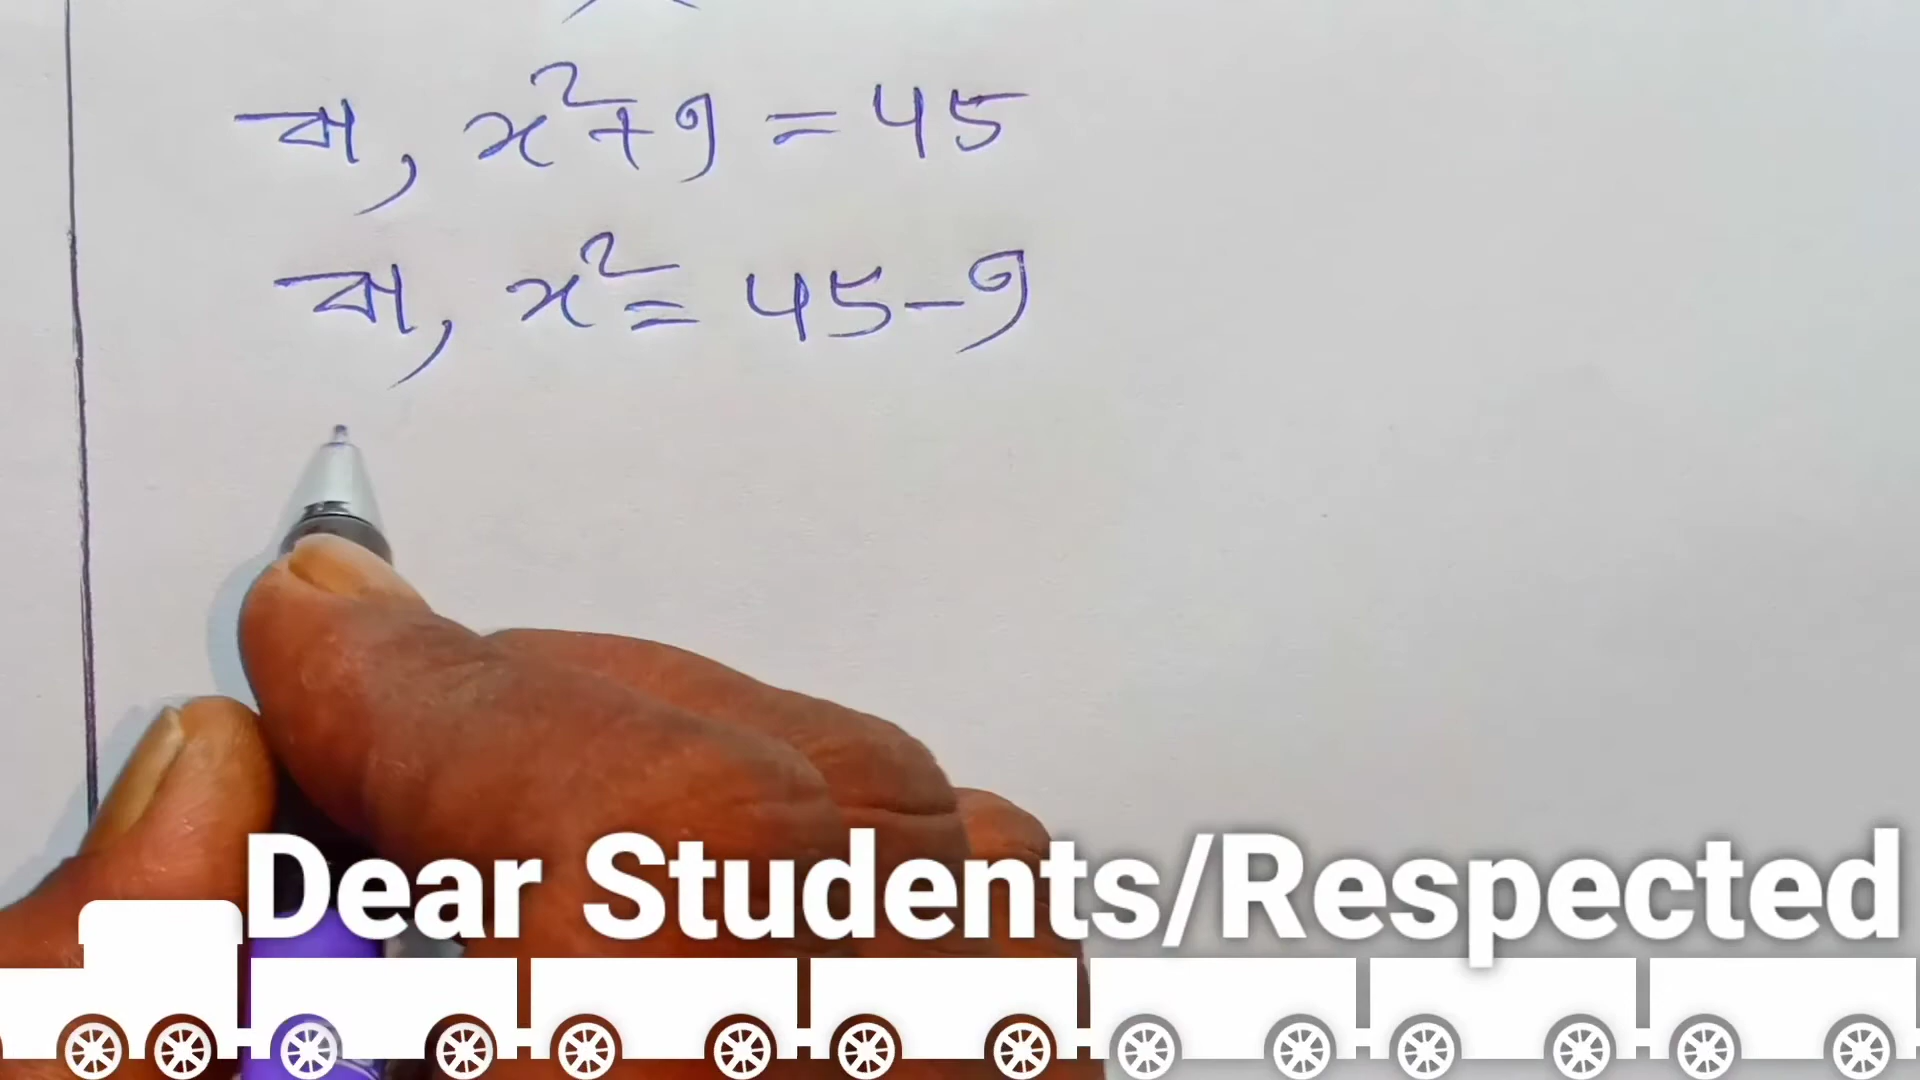 বা, x²+9 = 45
বা, x² = 45-9
Dear Students/Respected